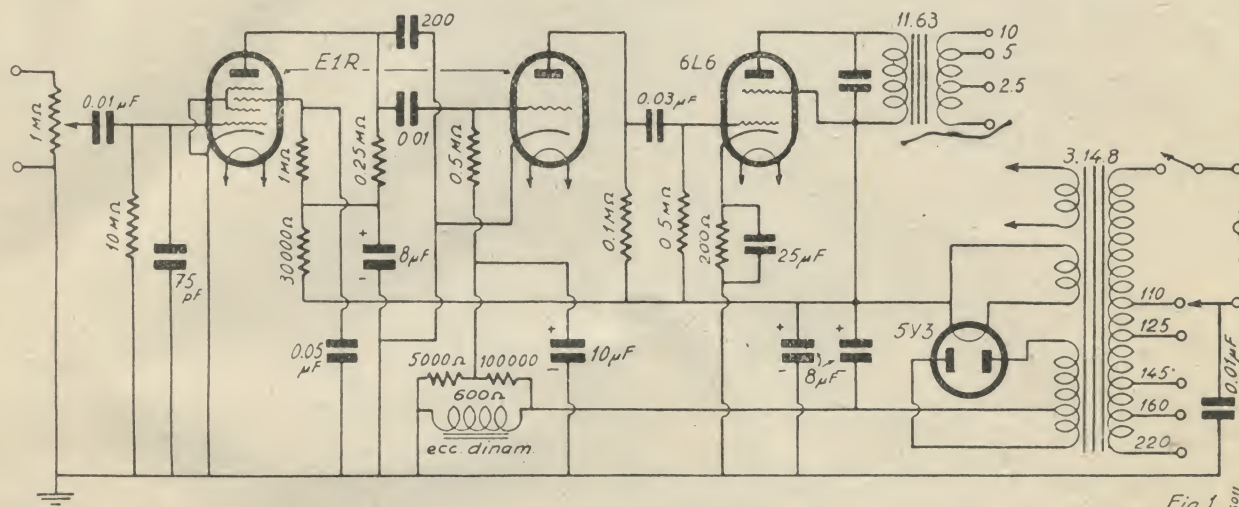 1 MΩ
0.01 µF
10 MΩ
75 pF
E1R
200
0.01
1 MΩ
0.25 MΩ
30000 Ω
8 µF
0.05 µF
0.5 MΩ
5000 Ω
100000
600 Ω
ecc. dinam.
10 µF
0.03 µF
0.1 MΩ
0.5 MΩ
6L6
200 Ω
25 µF
11.63
10
5
2.5
8 µF
5Y3
3.14.8
110
125
145
160
220
0.01 µF
Fig. 1